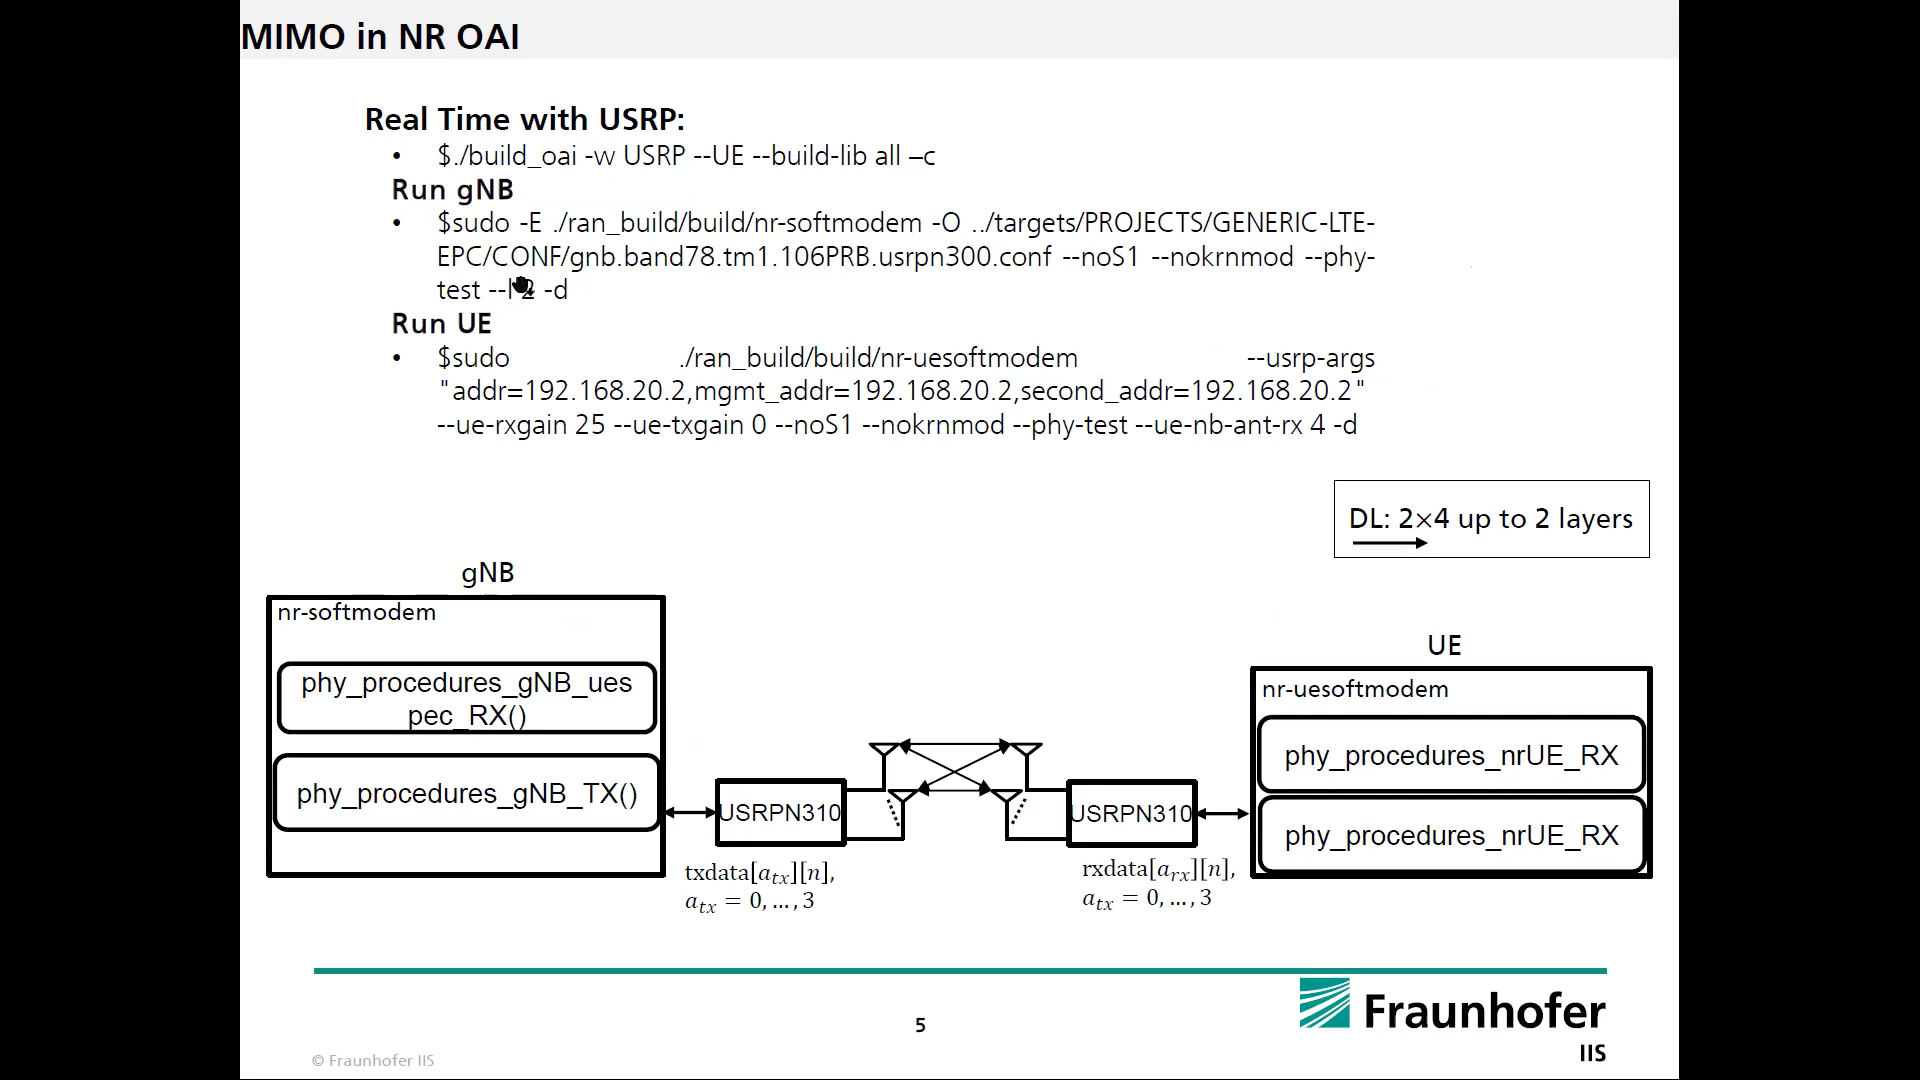 MIMO in NR OAI
Real Time with USRP:
• $./build_oai -w USRP --UE --build-lib all –c
Run gNB
• $sudo -E ./ran_build/build/nr-softmodem -O ../targets/PROJECTS/GENERIC-LTE-
EPC/CONF/gnb.band78.tm1.106PRB.usrpn300.conf --noS1 --nokrnmod --phy-
test --l 2 -d
Run UE
• $sudo ./ran_build/build/nr-uesoftmodem --usrp-args
"addr=192.168.20.2,mgmt_addr=192.168.20.2,second_addr=192.168.20.2"
--ue-rxgain 25 --ue-txgain 0 --noS1 --nokrnmod --phy-test --ue-nb-ant-rx 4 -d
DL: 2×4 up to 2 layers
gNB
nr-softmodem
phy_procedures_gNB_ues
pec_RX()
phy_procedures_gNB_TX()
USRPN310
txdata[a_tx][n],
a_tx = 0, … , 3
USRPN310
rxdata[a_rx][n],
a_tx = 0, … , 3
UE
nr-uesoftmodem
phy_procedures_nrUE_RX
phy_procedures_nrUE_RX
Fraunhofer
IIS
5
© Fraunhofer IIS